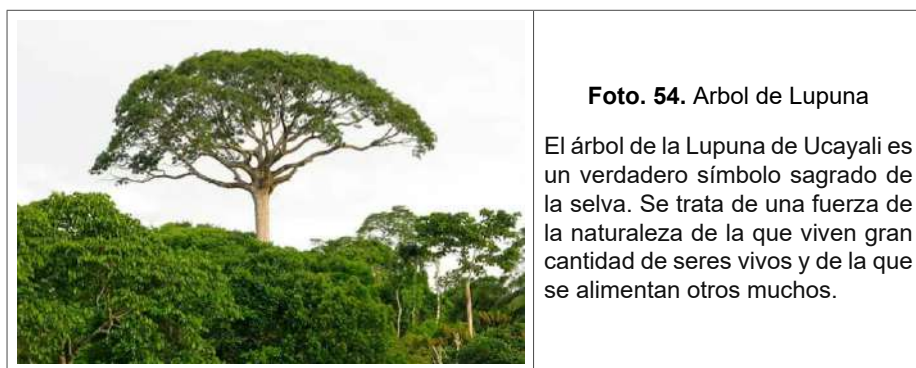 Foto. 54. Arbol de Lupuna
El árbol de la Lupuna de Ucayali es
un verdadero símbolo sagrado de
la selva. Se trata de una fuerza de
la naturaleza de la que viven gran
cantidad de seres vivos y de la que
se alimentan otros muchos.